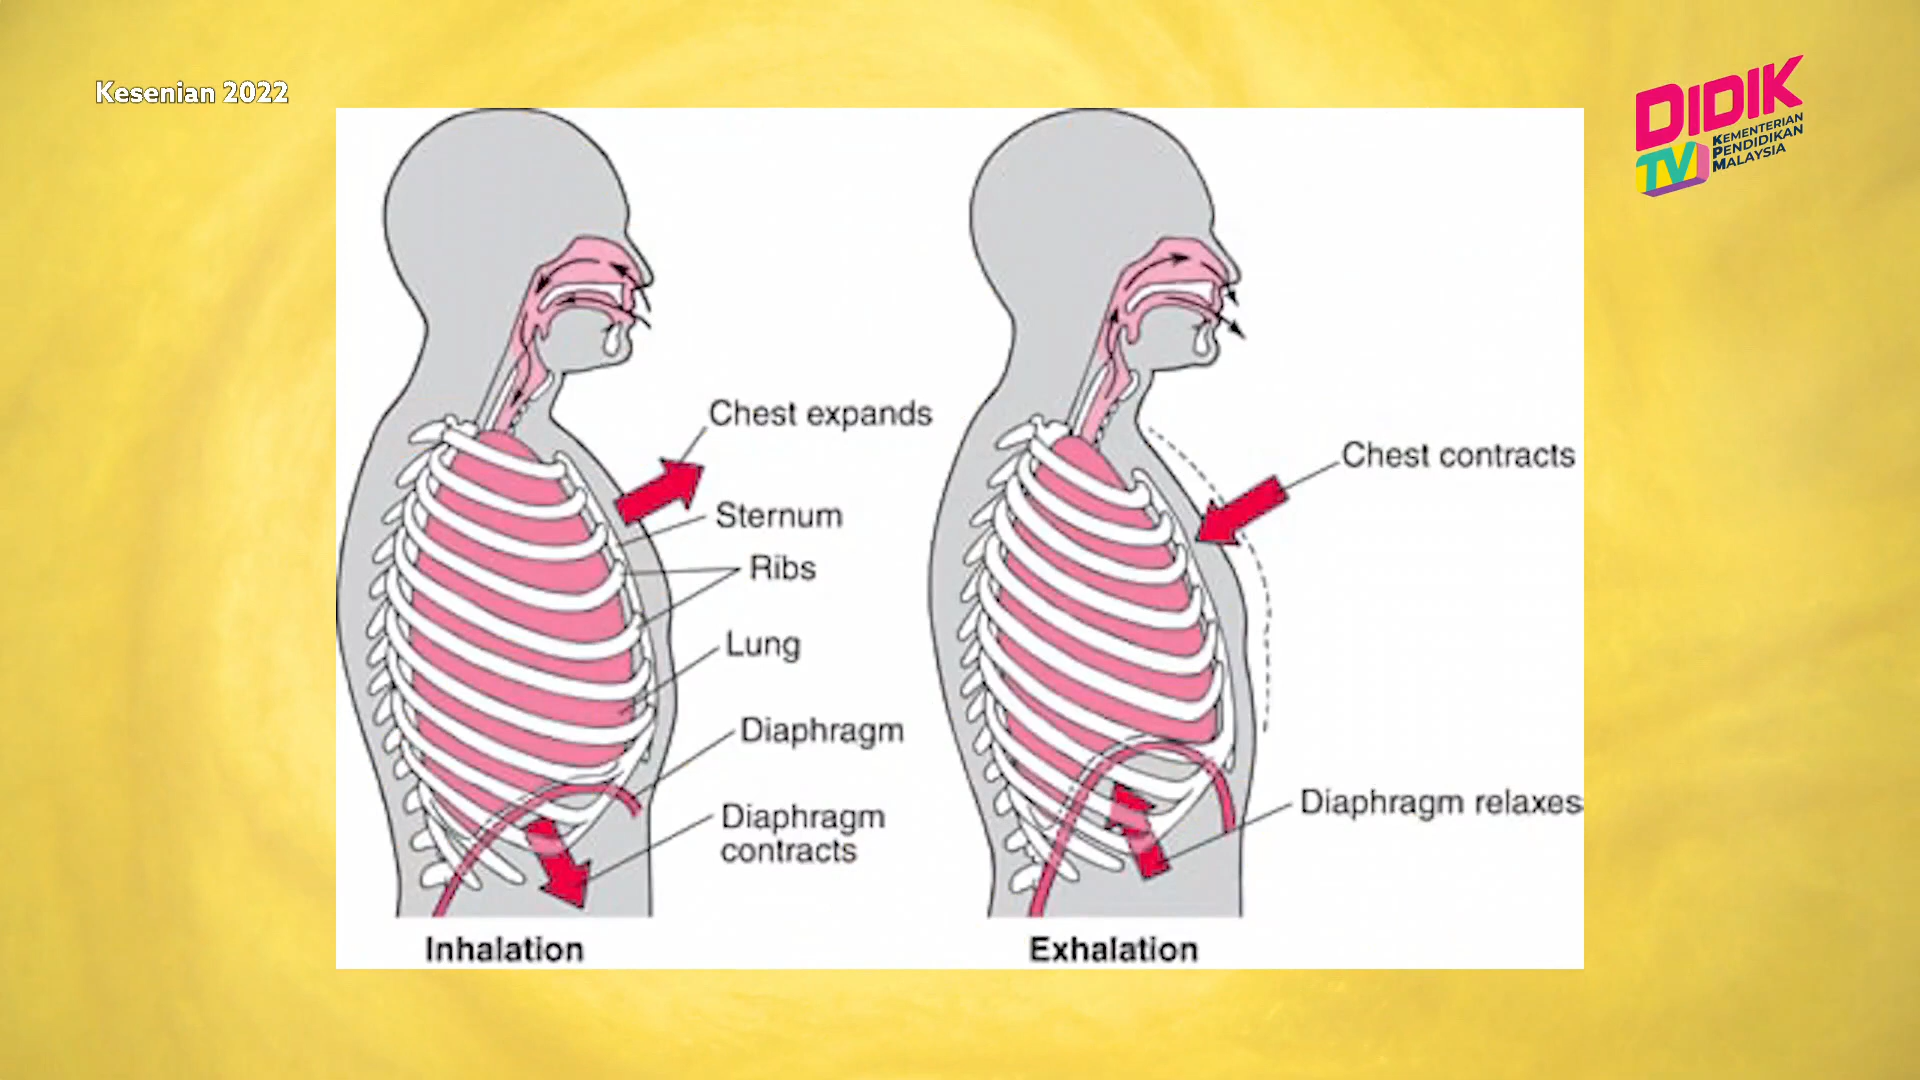 Kesenian 2022
DIDIK
TV
KEMENTERIAN
PENDIDIKAN
MALAYSIA
Chest expands
Sternum
Ribs
Lung
Diaphragm
Diaphragm
contracts
Inhalation
Chest contracts
Diaphragm relaxes
Exhalation